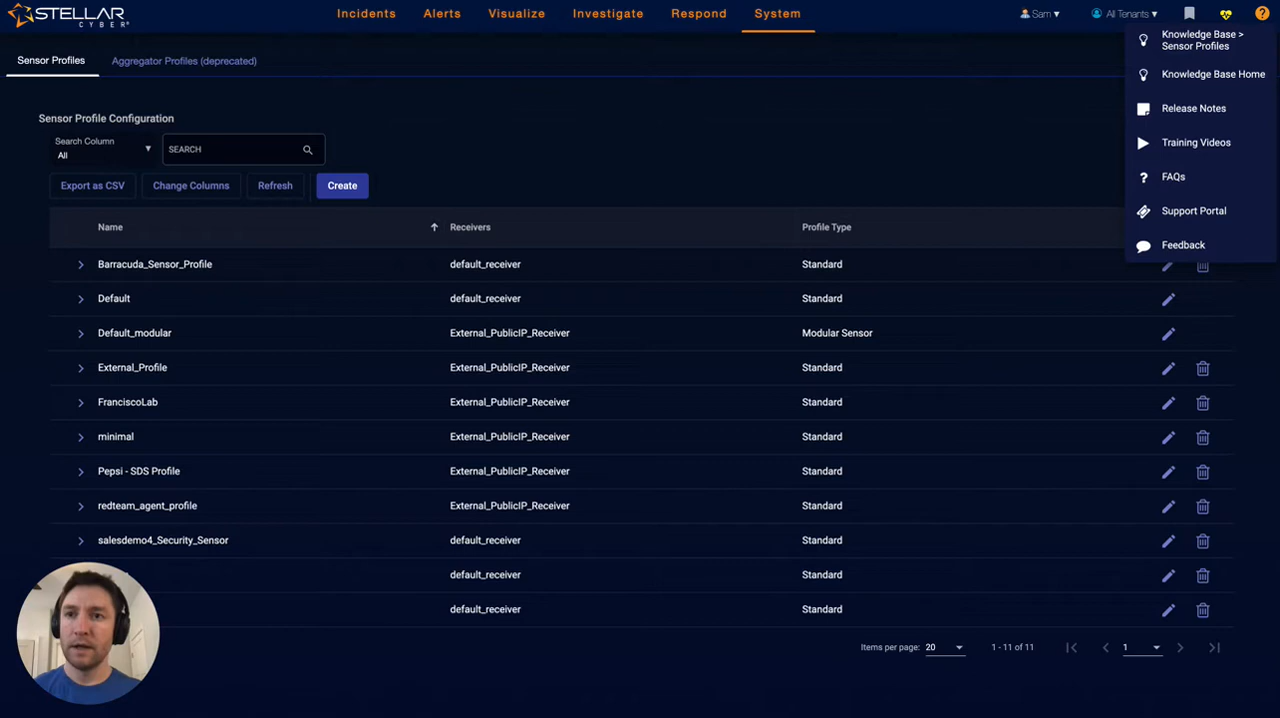 STELLAR
CYBER
Incidents Alerts Visualize Investigate Respond System
Sam All Tenants ?
Sensor Profiles Aggregator Profiles (deprecated)
Knowledge Base >
Sensor Profiles
Knowledge Base Home
Release Notes
Training Videos
? FAQs
Support Portal
Feedback
Sensor Profile Configuration
Search Column
All
SEARCH
Export as CSV Change Columns Refresh Create
Name Receivers Profile Type
Barracuda_Sensor_Profile default_receiver Standard
Default default_receiver Standard
Default_modular External_PublicIP_Receiver Modular Sensor
External_Profile External_PublicIP_Receiver Standard
FranciscoLab External_PublicIP_Receiver Standard
minimal External_PublicIP_Receiver Standard
Pepsi - SDS Profile External_PublicIP_Receiver Standard
redteam_agent_profile External_PublicIP_Receiver Standard
salesdemo4_Security_Sensor default_receiver Standard
default_receiver Standard
default_receiver Standard
Items per page: 20 1 - 11 of 11 1